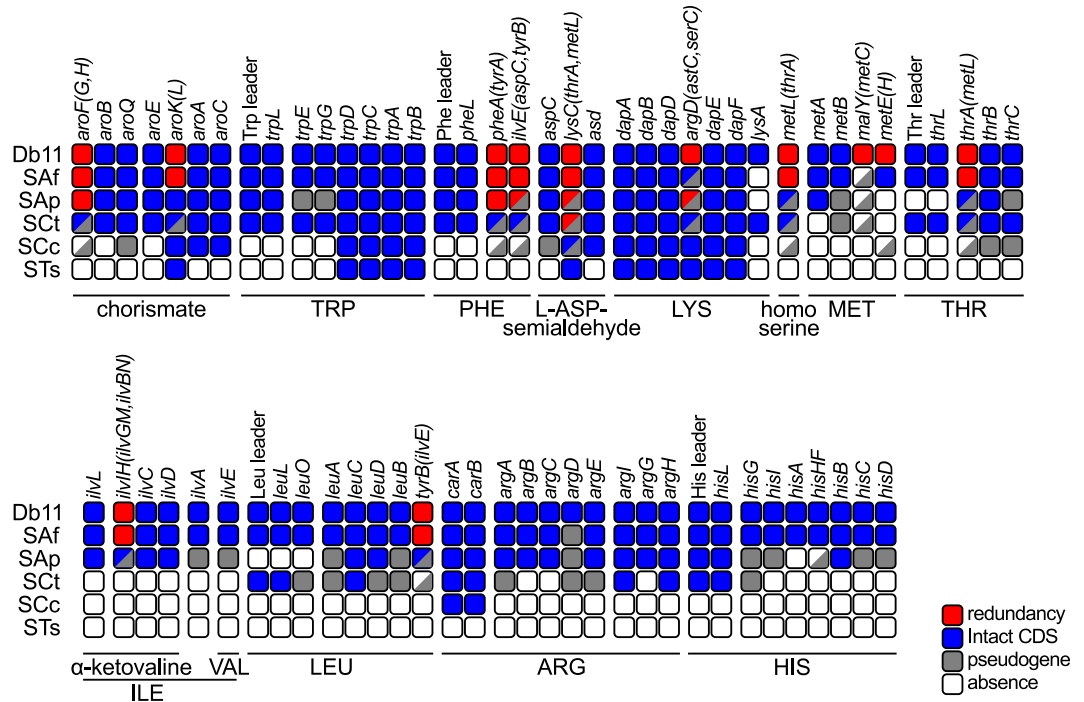 aroF(G,H) aroB aroQ aroE aroK(L) aroA aroC Trp leader trpL trpE trpG trpD trpC trpA trpB Phe leader pheL pheA(tyrA) ilvE(aspC,tyrB) aspC lysC(thrA,metL) asd dapA dapB dapD argD(astC,serC) dapE dapF lysA metL(thrA) metA metB malY(metC) metE(H) Thr leader thrL thrA(metL) thrB thrC
Db11
SAf
SAp
SCt
SCc
STs
chorismate TRP PHE L-ASP-semialdehyde LYS homo serine MET THR
ilvL ilvH(ilvGM,ilvBN) ilvC ilvD ilvA ilvE Leu leader leuL leuO leuA leuC leuD leuB tyrB(ilvE) carA carB argA argB argC argD argE argI argG argH His leader hisL hisG hisI hisA hisHF hisB hisC hisD
Db11
SAf
SAp
SCt
SCc
STs
α-ketovaline VAL LEU ARG HIS
ILE
redundancy
Intact CDS
pseudogene
absence